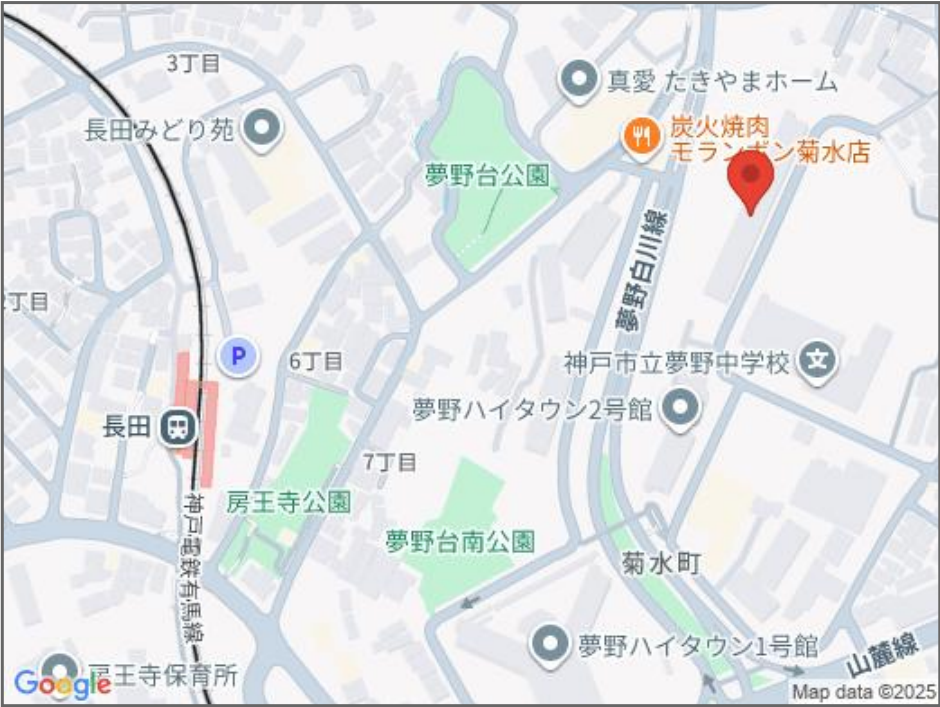 3丁目
真愛 たきやまホーム
長田みどり苑
炭火焼肉
モランボン菊水店
夢野台公園
夢野白川線
丁目
6丁目
P
神戸市立夢野中学校
文
夢野ハイタウン2号館
長田
7丁目
房王寺公園
神戸電鉄有馬線
夢野台南公園
菊水町
夢野ハイタウン1号館
山麓線
房王寺保育所
Google
Map data ©2025